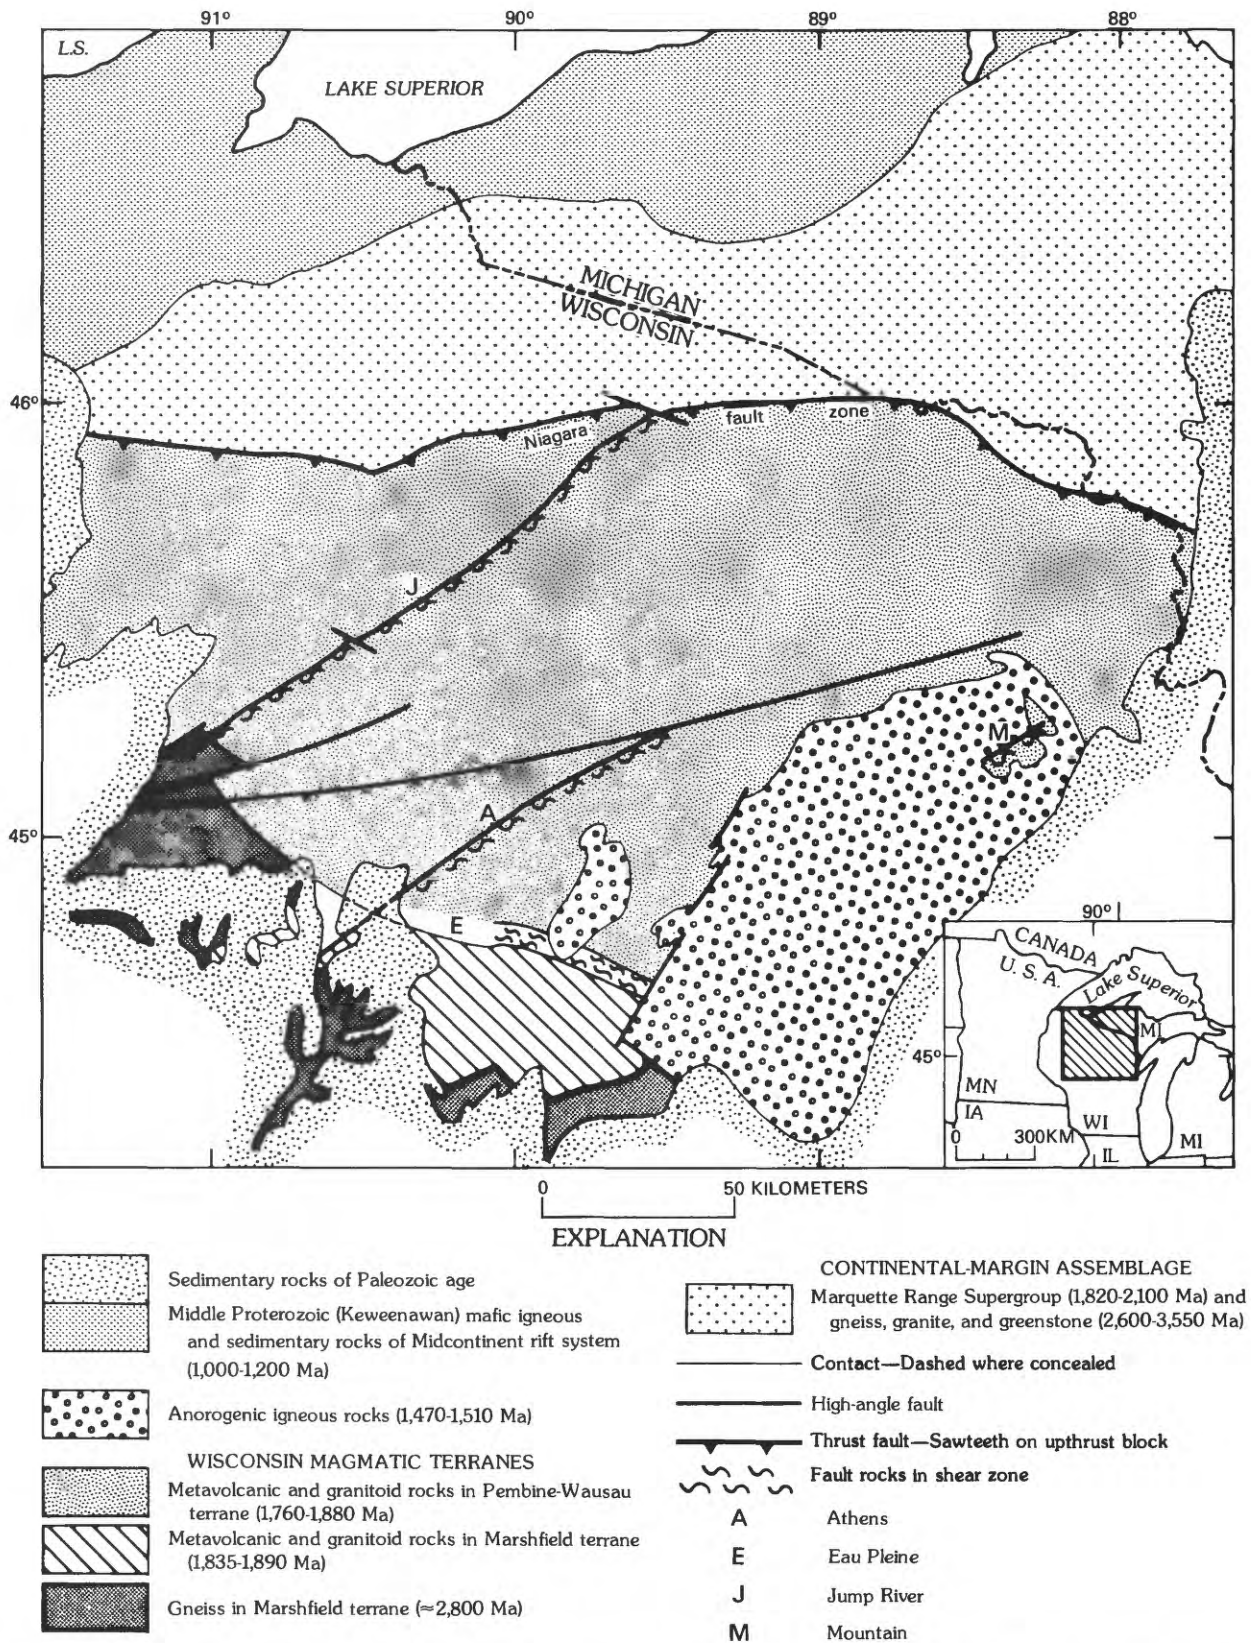 91° 90° 89° 88°
L.S.
LAKE SUPERIOR
MICHIGAN
WISCONSIN
46°
Niagara fault zone
J
M
45°
A
E
90°
CANADA
U. S. A.
Lake Superior
MI
45°
MN
IA
WI
0 300KM
IL
MI
0 50 KILOMETERS
EXPLANATION
Sedimentary rocks of Paleozoic age
Middle Proterozoic (Keweenawan) mafic igneous
and sedimentary rocks of Midcontinent rift system
(1,000-1,200 Ma)
Anorogenic igneous rocks (1,470-1,510 Ma)
WISCONSIN MAGMATIC TERRANES
Metavolcanic and granitoid rocks in Pembine-Wausau
terrane (1,760-1,880 Ma)
Metavolcanic and granitoid rocks in Marshfield terrane
(1,835-1,890 Ma)
Gneiss in Marshfield terrane (≈2,800 Ma)
CONTINENTAL-MARGIN ASSEMBLAGE
Marquette Range Supergroup (1,820-2,100 Ma) and
gneiss, granite, and greenstone (2,600-3,550 Ma)
Contact—Dashed where concealed
High-angle fault
Thrust fault—Sawteeth on upthrust block
Fault rocks in shear zone
A Athens
E Eau Pleine
J Jump River
M Mountain